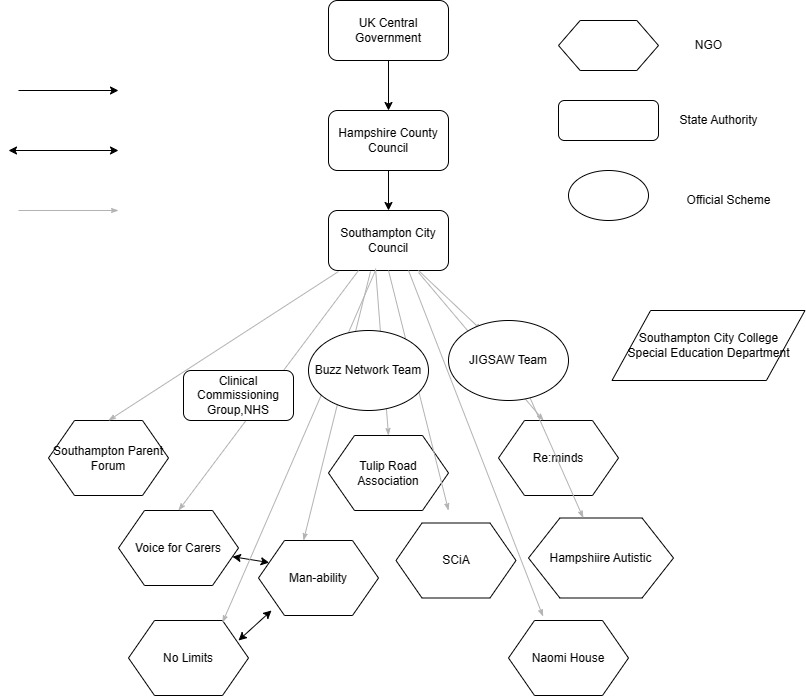 UK Central
Government
NGO
Hampshire County
Council
State Authority
Official Scheme
Southampton City
Council
Southampton City College
Special Education Department
Buzz Network Team
JIGSAW Team
Clinical
Commissioning
Group,NHS
Southampton Parent
Forum
Tulip Road
Association
Re:minds
Voice for Carers
Man-ability
SCiA
Hampshiire Autistic
No Limits
Naomi House